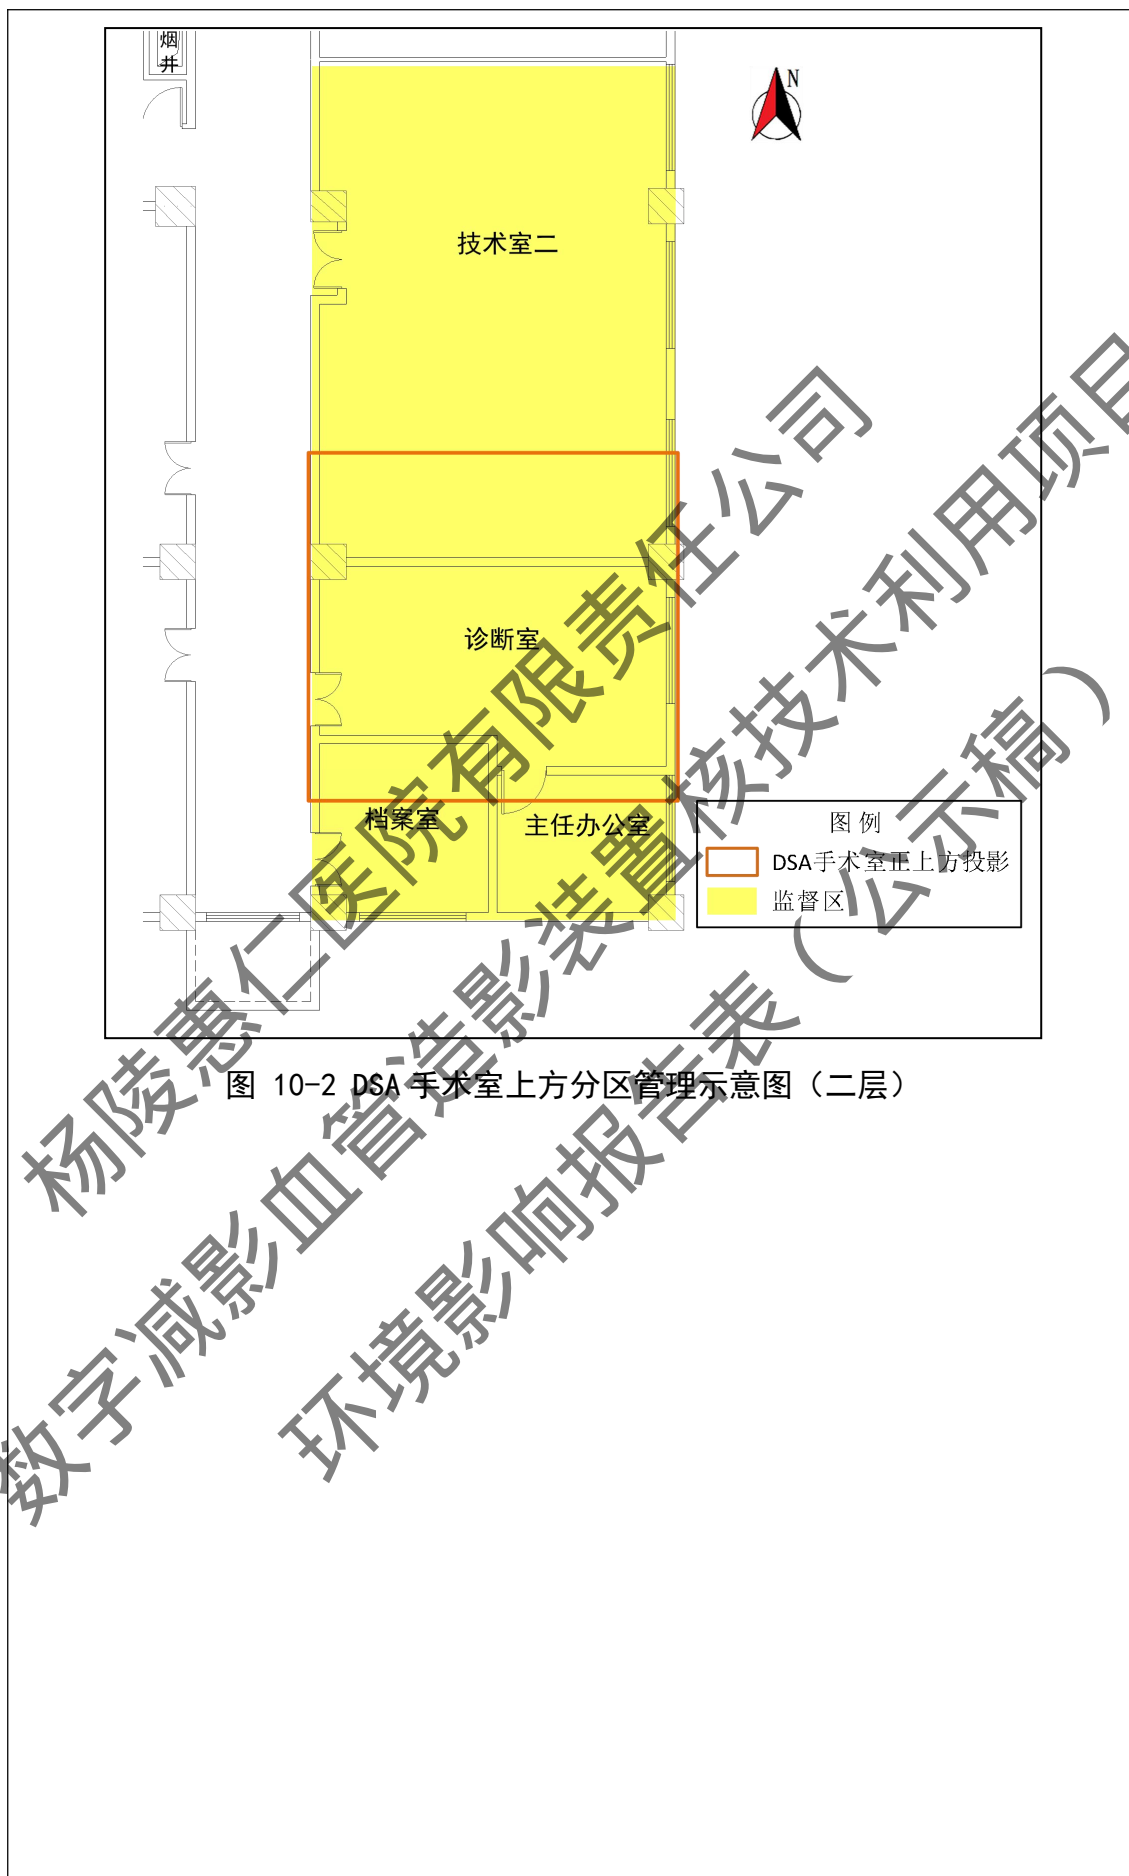 烟
井
N
技术室二
诊断室
档案室
主任办公室
图例
DSA手术室正上方投影
监督区
图 10-2 DSA 手术室上方分区管理示意图（二层）
杨陵惠仁医院有限责任公司
数字减影血管造影装置核技术利用项目
环境影响报告表（公示稿）